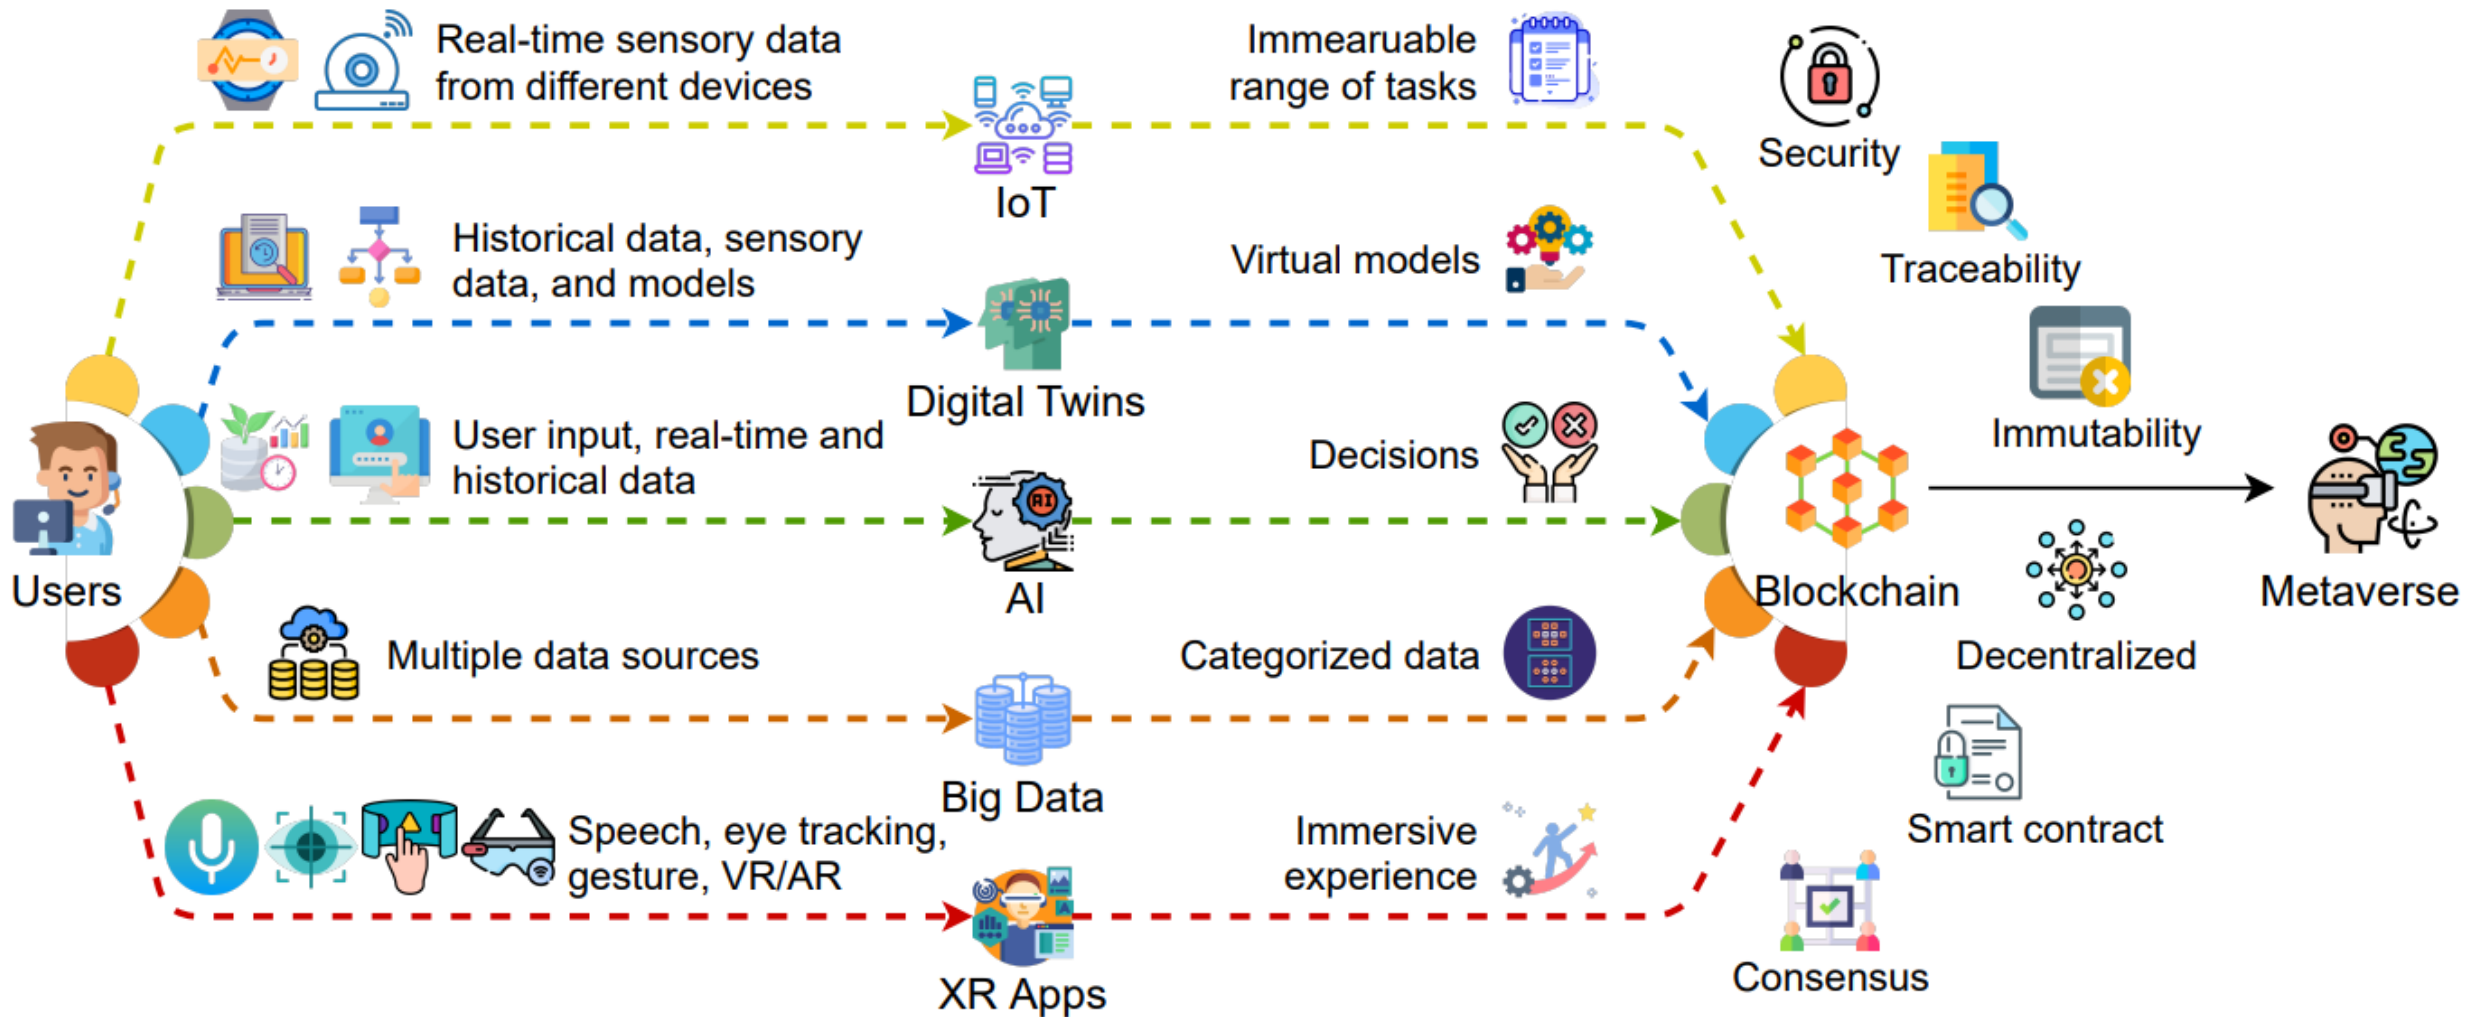 Real-time sensory data
from different devices
IoT
Immearuable
range of tasks
Historical data, sensory
data, and models
Digital Twins
Virtual models
User input, real-time and
historical data
AI
AI
Decisions
Multiple data sources
Big Data
Categorized data
Speech, eye tracking,
gesture, VR/AR
XR Apps
A
Immersive
experience
Users
Blockchain
Security
Traceability
Immutability
Decentralized
Smart contract
Consensus
Metaverse